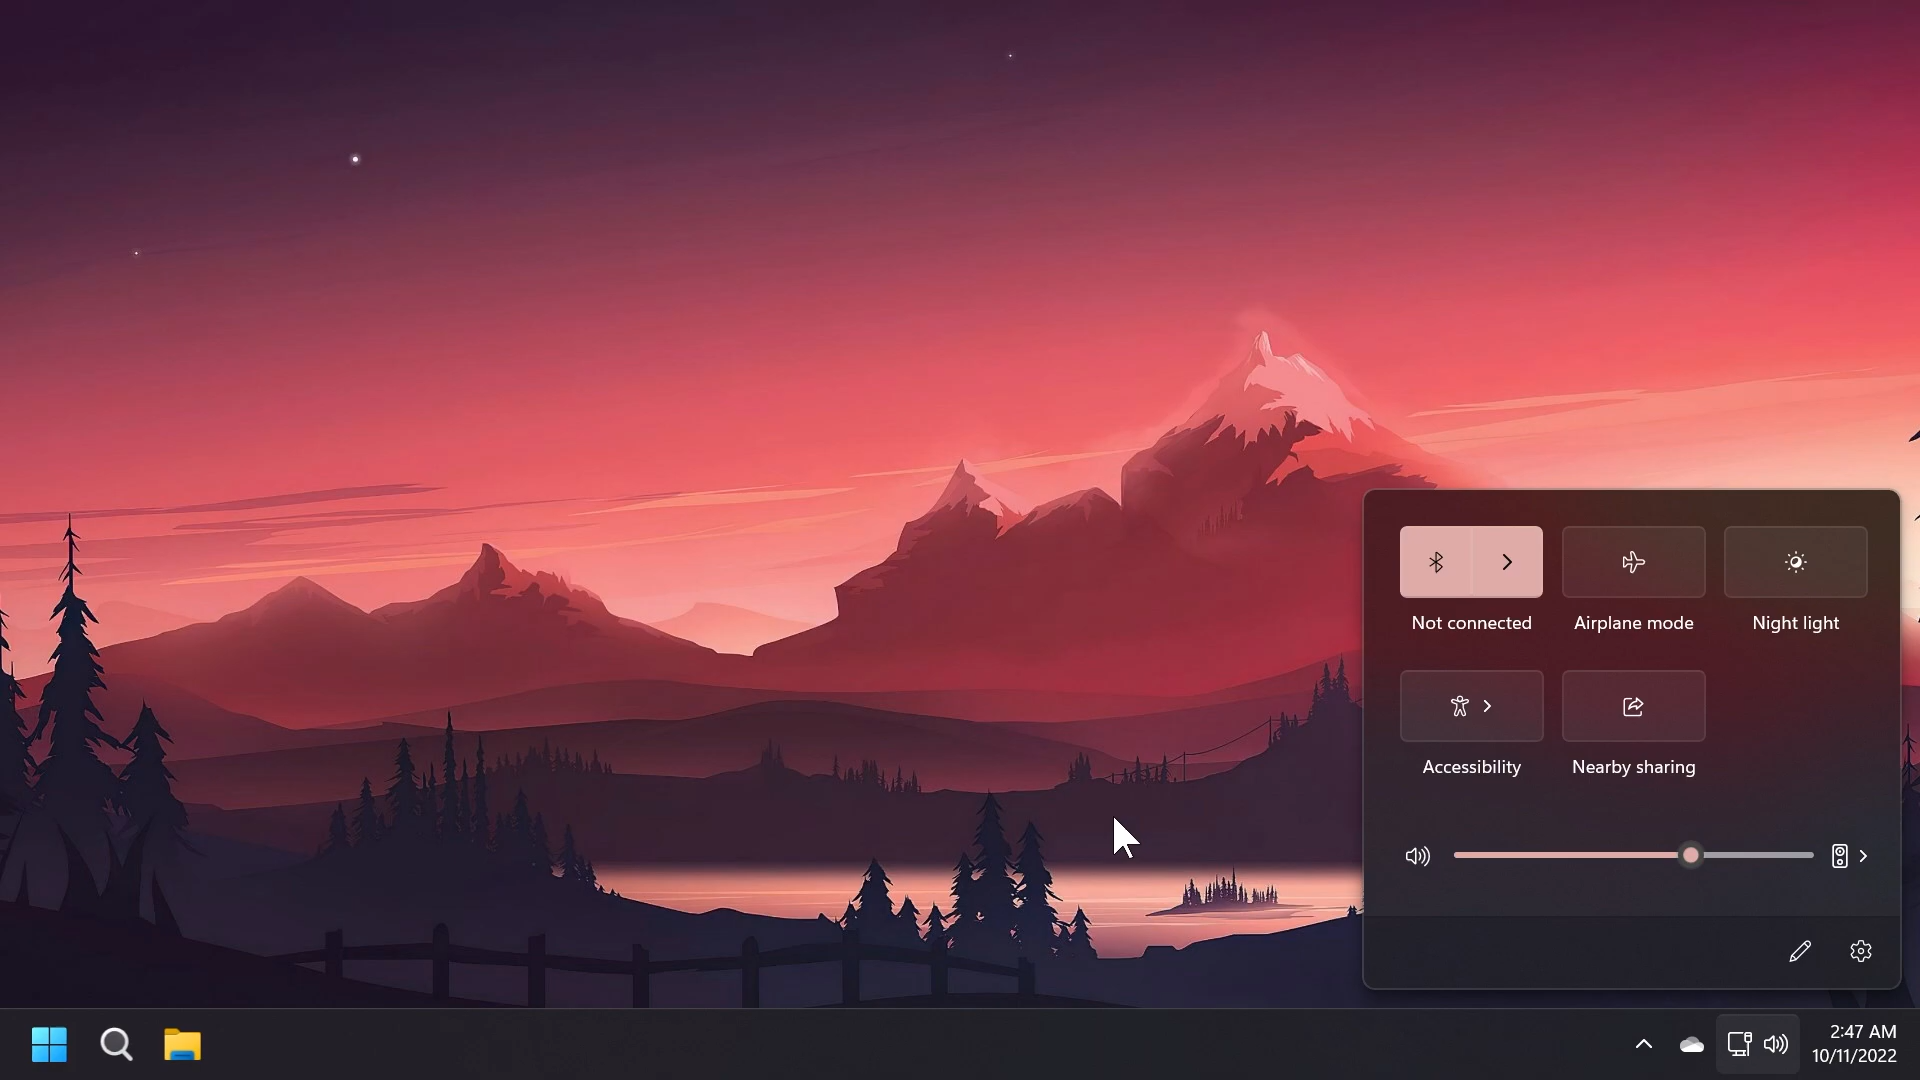 Not connected
Airplane mode
Night light
Accessibility
Nearby sharing
2:47 AM
10/11/2022